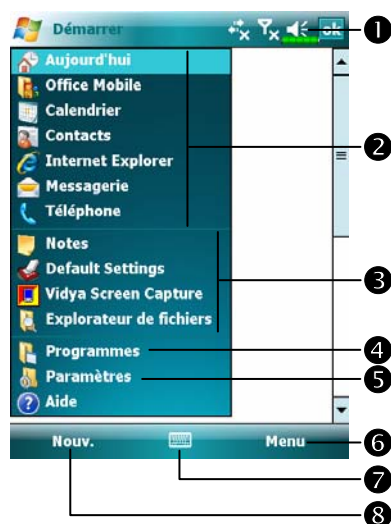 Démarrer ok 1
Aujourd'hui
Office Mobile
Calendrier
Contacts
2
Internet Explorer
Messagerie
Téléphone
Notes
Default Settings
3
Vidya Screen Capture
Explorateur de fichiers
Programmes 4
Paramètres 5
Aide
Nouv. Menu 6
7
8